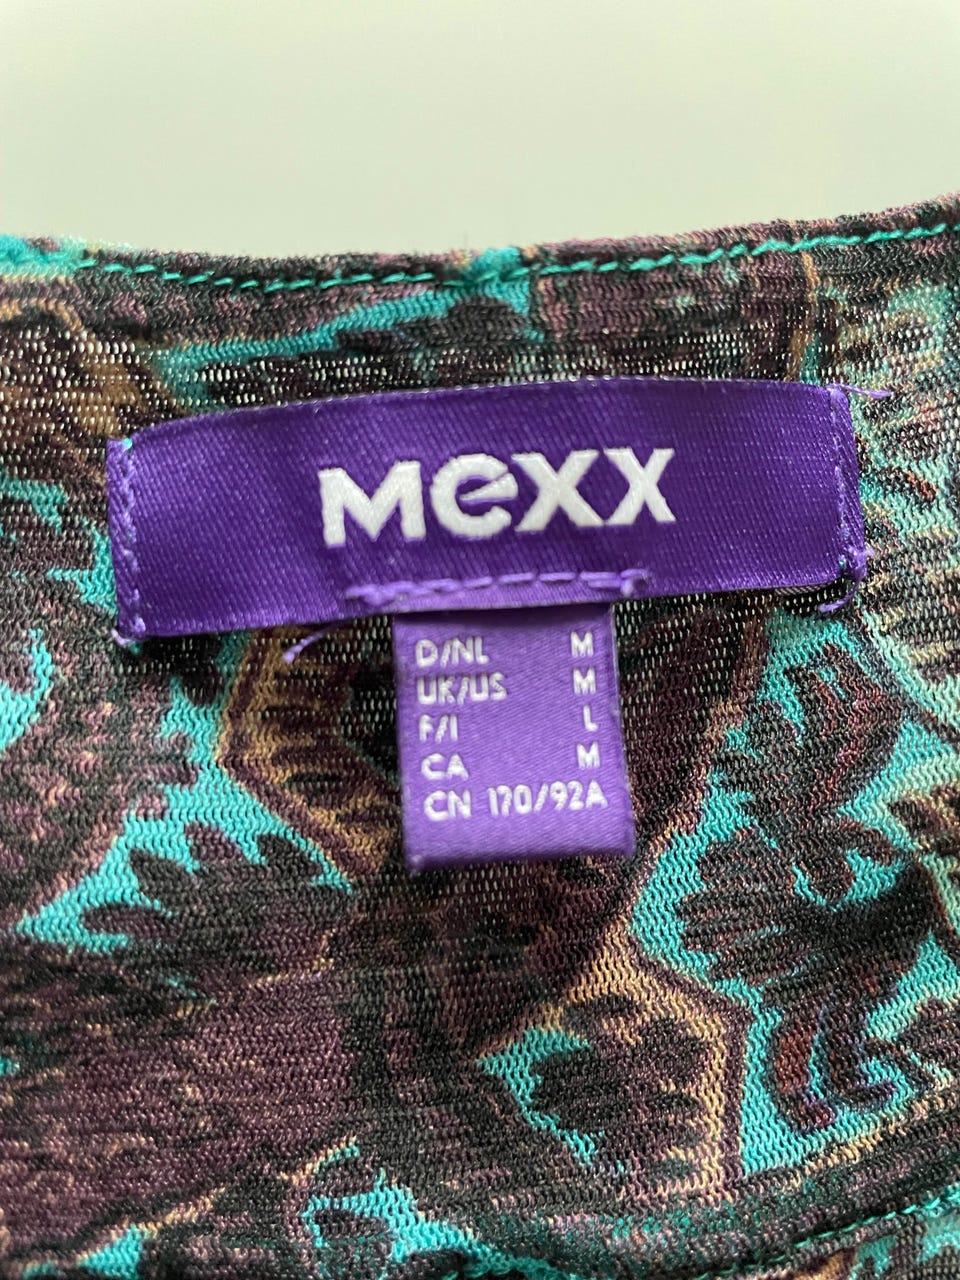 Mexx
D/NL M
UK/US M
F/I L
CA M
CN 170/92A